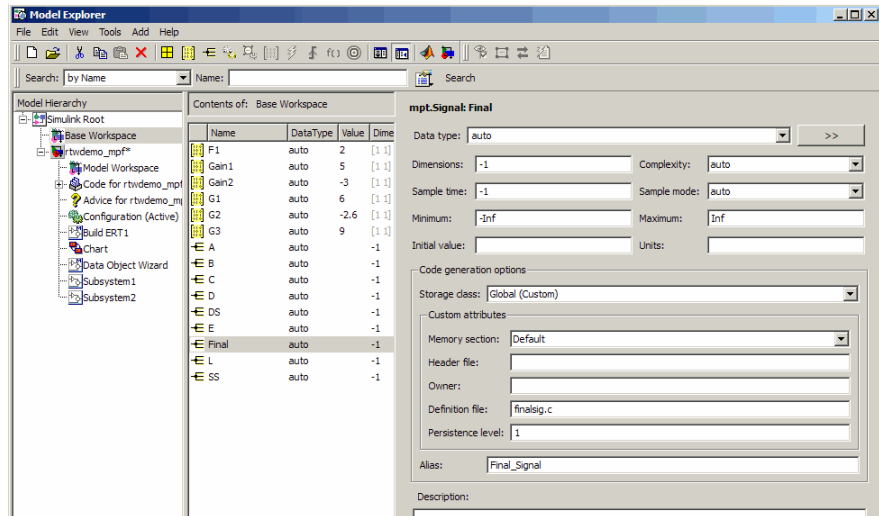 Model Explorer
File Edit View Tools Add Help
Search: by Name Name: Search
Model Hierarchy
Simulink Root
Base Workspace
rtwdemo_mpf*
Model Workspace
Code for rtwdemo_mpf
Advice for rtwdemo_m
Configuration (Active)
Build ERT1
Chart
Data Object Wizard
Subsystem1
Subsystem2
Contents of: Base Workspace
Name DataType Value Dime
F1 auto 2 [1 1]
Gain1 auto 5 [1 1]
Gain2 auto -3 [1 1]
G1 auto 6 [1 1]
G2 auto -2.6 [1 1]
G3 auto 9 [1 1]
A auto -1
B auto -1
C auto -1
D auto -1
DS auto -1
E auto -1
Final auto -1
L auto -1
SS auto -1
mpt.Signal: Final
Data type: auto >>
Dimensions: -1 Complexity: auto
Sample time: -1 Sample mode: auto
Minimum: -Inf Maximum: Inf
Initial value: Units:
Code generation options
Storage class: Global (Custom)
Custom attributes
Memory section: Default
Header file:
Owner:
Definition file: finalsig.c
Persistence level: 1
Alias: Final_Signal
Description: